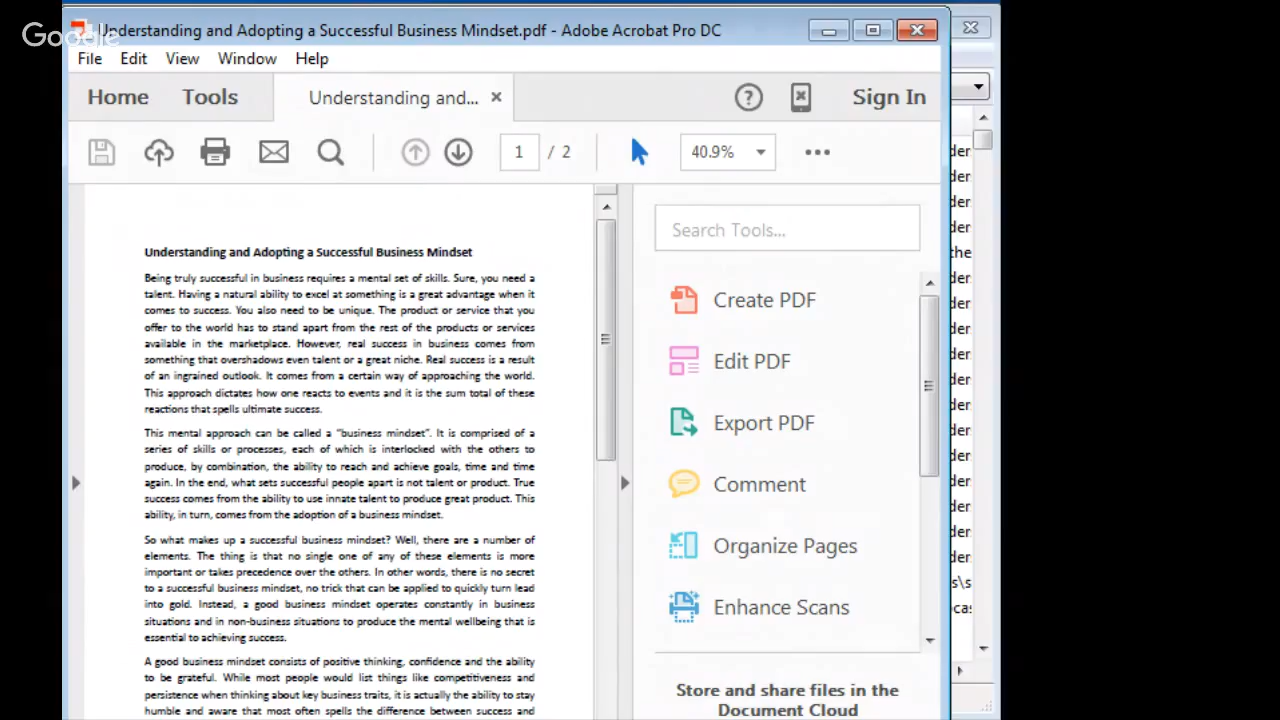 Google
Understanding and Adopting a Successful Business Mindset.pdf - Adobe Acrobat Pro DC
File Edit View Window Help
Home Tools Understanding and... Sign In
1 / 2 40.9%
Search Tools...
Create PDF
Edit PDF
Export PDF
Comment
Organize Pages
Enhance Scans
Store and share files in the
Document Cloud
Understanding and Adopting a Successful Business Mindset
Being truly successful in business requires a mental set of skills. Sure, you need a
talent. Having a natural ability to excel at something is a great advantage when it
comes to success. You also need to be unique. The product or service that you
offer to the world has to stand apart from the rest of the products or services
available in the marketplace. However, real success in business comes from
something that overshadows even talent or a great niche. Real success is a result
of an ingrained outlook. It comes from a certain way of approaching the world.
This approach dictates how one reacts to events and it is the sum total of these
reactions that spells ultimate success.
This mental approach can be called a “business mindset”. It is comprised of a
series of skills or processes, each of which is interlocked with the others to
produce, by combination, the ability to reach and achieve goals, time and time
again. In the end, what sets successful people apart is not talent or product. True
success comes from the ability to use innate talent to produce great product. This
ability, in turn, comes from the adoption of a business mindset.
So what makes up a successful business mindset? Well, there are a number of
elements. The thing is that no single one of any of these elements is more
important or takes precedence over the others. In other words, there is no secret
to a successful business mindset, no trick that can be applied to quickly turn lead
into gold. Instead, a good business mindset operates constantly in business
situations and in non-business situations to produce the mental wellbeing that is
essential to achieving success.
A good business mindset consists of positive thinking, confidence and the ability
to be grateful. While most people would list things like competitiveness and
persistence when thinking about key business traits, it is actually the ability to stay
humble and aware that most often spells the difference between success and